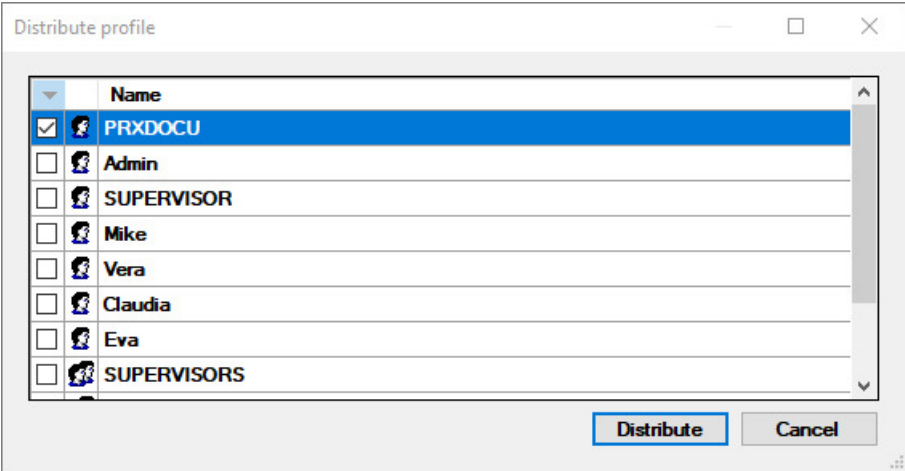 Distribute profile
Name
PRXDOCU
Admin
SUPERVISOR
Mike
Vera
Claudia
Eva
SUPERVISORS
Distribute Cancel